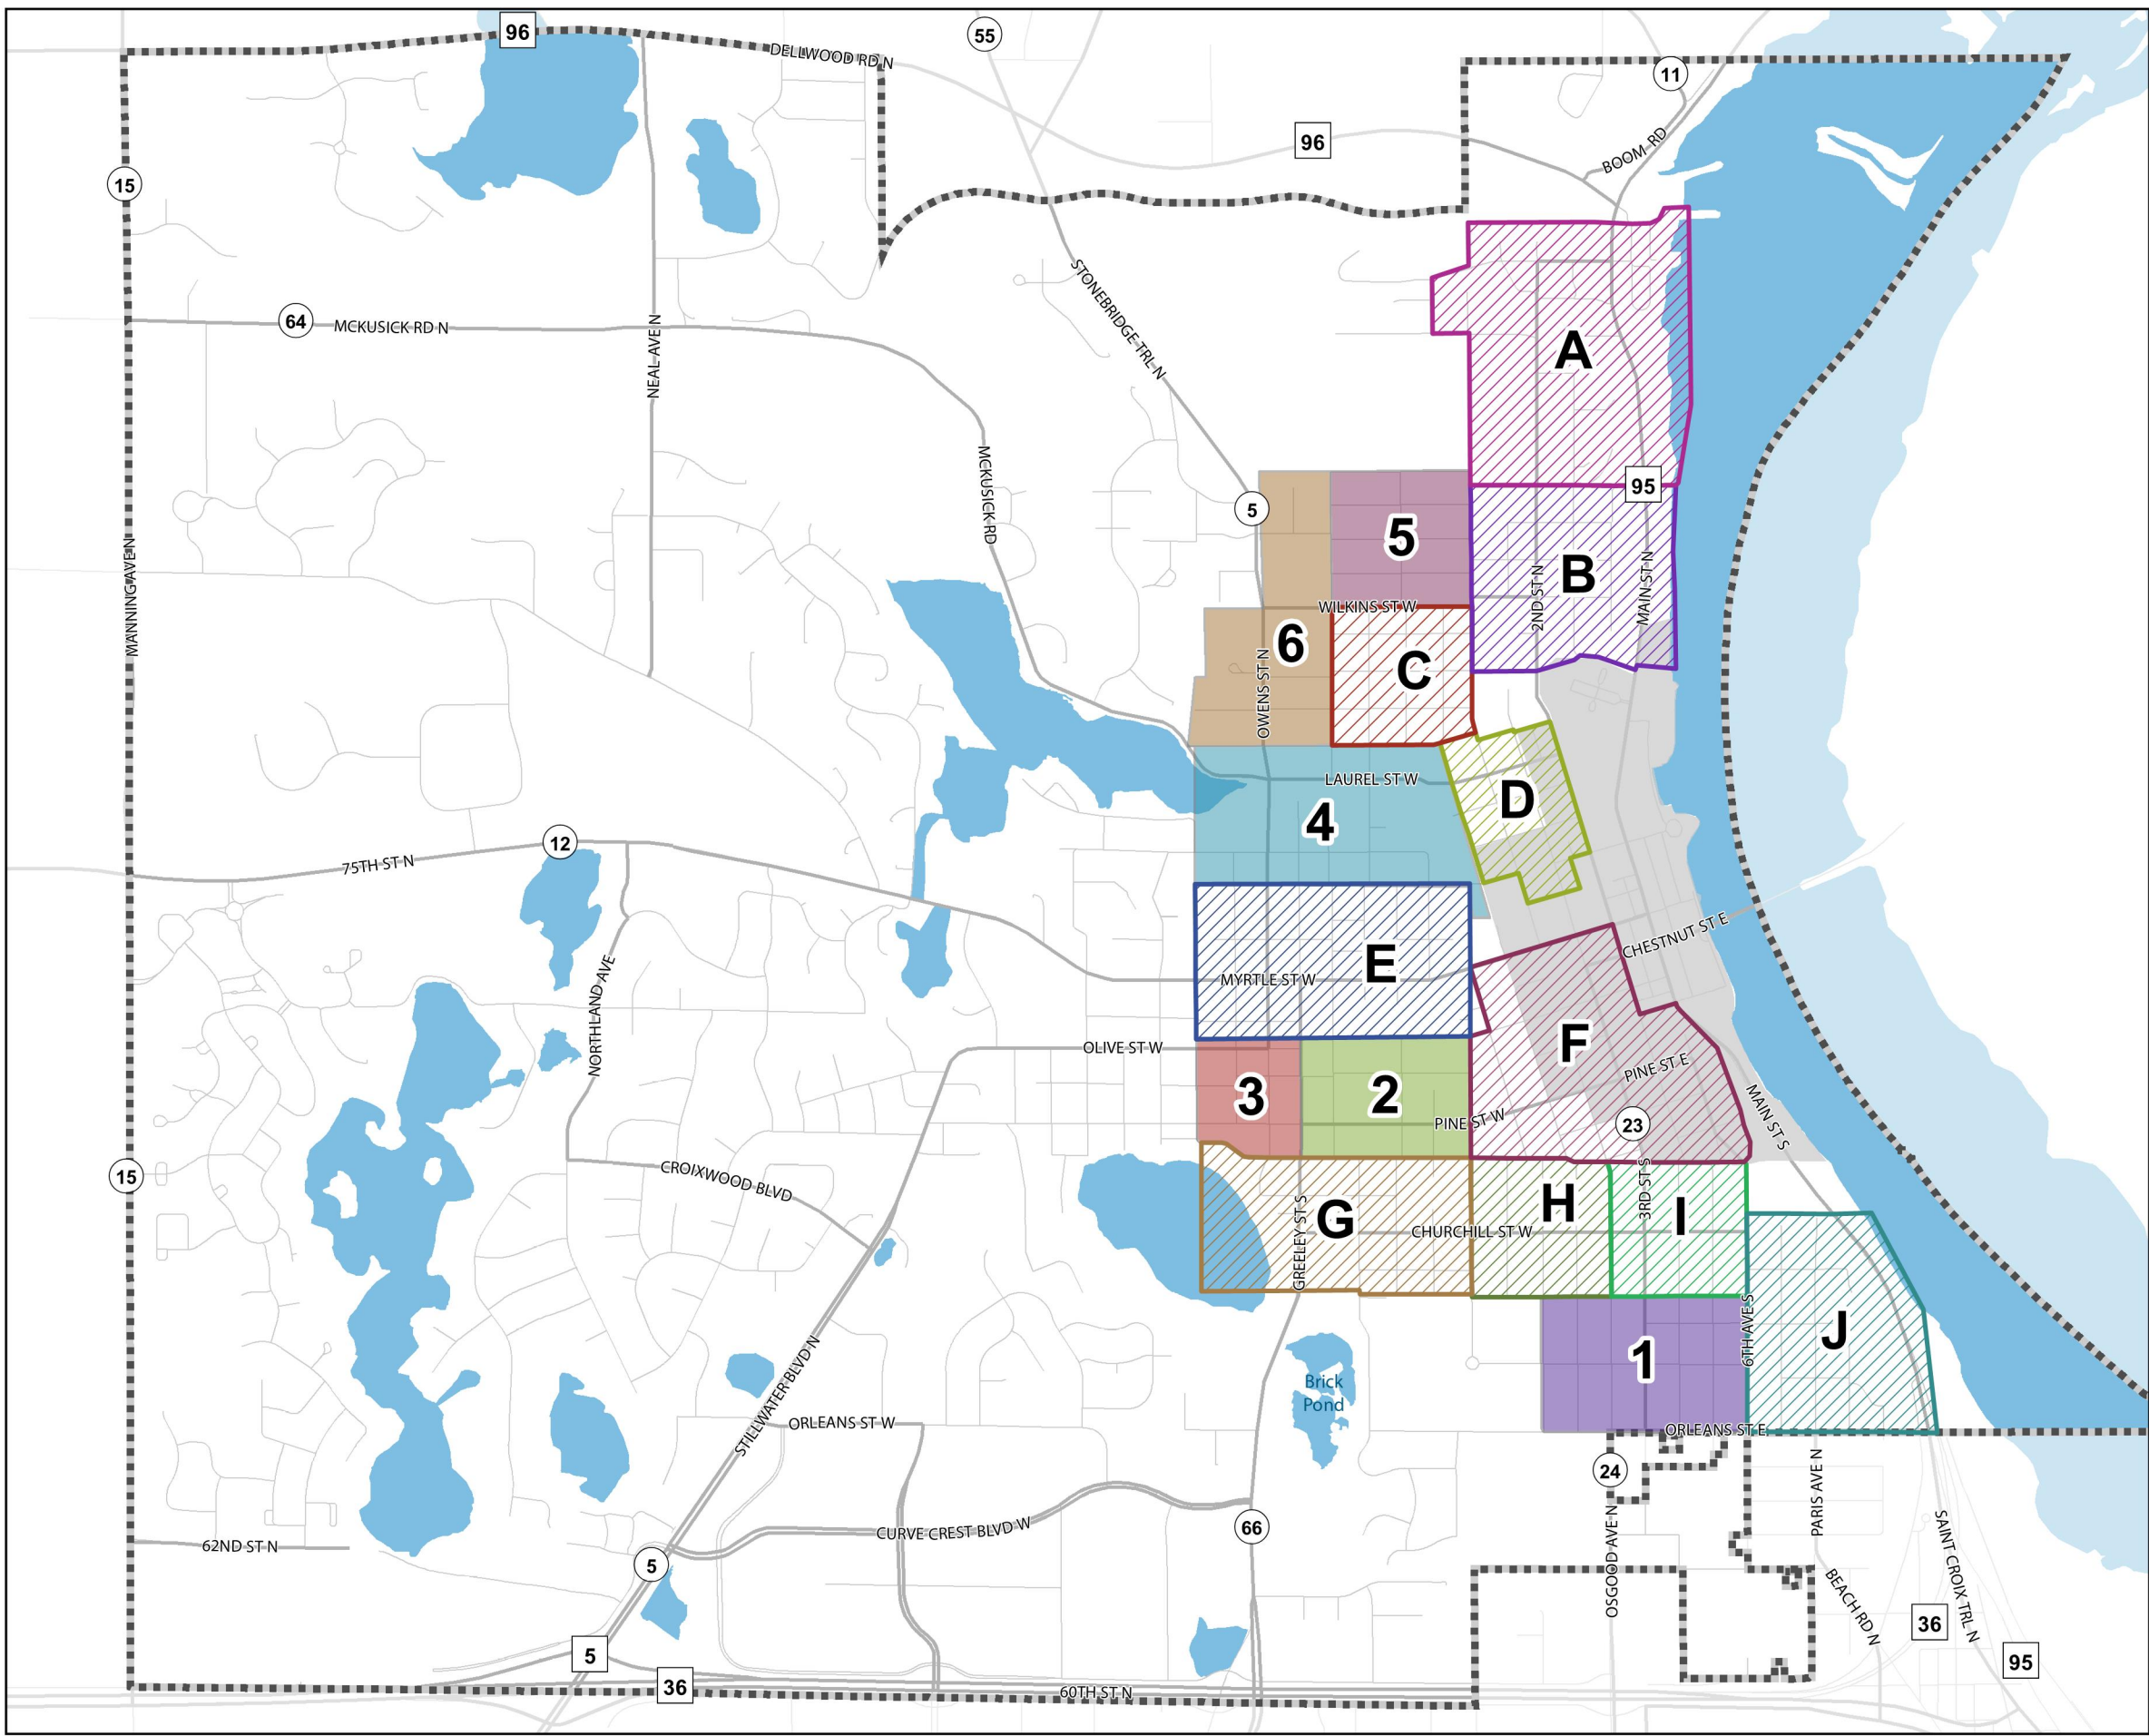 96
55
DELLWOOD RD N
11
96
BOOM RD
15
STONEBRIDGE TRL N
64
MCKUSICK RD N
NEAL AVE N
A
MCKUSICK RD
95
5
5
B
MANNING AVE N
2ND ST N
MAIN ST N
WILKINS ST W
6
C
OWENS ST N
LAUREL ST W
D
4
12
75TH ST N
CHESTNUT ST E
E
MYRTLE ST W
NORTHLAND AVE
OLIVE ST W
F
PINE ST E
3
2
PINE ST W
23
MAIN ST S
15
CROIXWOOD BLVD
3RD ST S
H
I
G
GREELEY ST S
CHURCHILL ST W
6TH AVE S
J
1
Brick
Pond
STILLWATER BLVD N
ORLEANS ST W
ORLEANS ST E
24
PARIS AVE N
66
CURVE CREST BLVD W
62ND ST N
5
OSGOOD AVE N
SAINT CROIX TRL N
BEACH RD N
36
5
95
36
60TH ST N